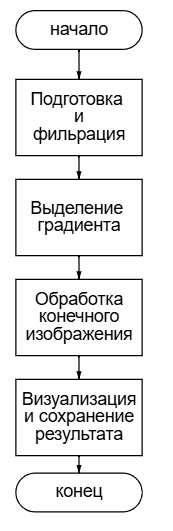 начало
Подготовка
и
фильрация
Выделение
градиента
Обработка
конечного
изображения
Визуализация
и сохранение
результата
конец